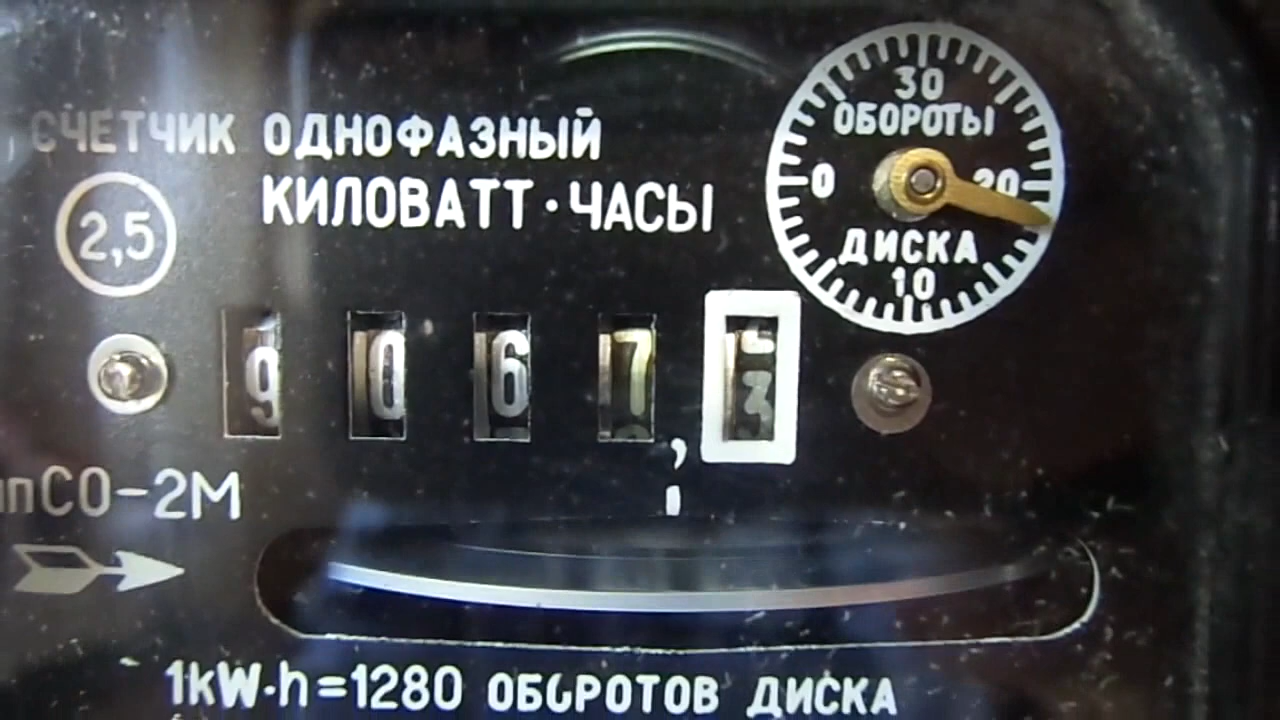 СЧЕТЧИК ОДНОФАЗНЫЙ
КИЛОВАТТ·ЧАСЫ
2,5
30
ОБОРОТЫ
0 20
ДИСКА
10
9 0 6 7 , 3
СО-2М
1kW·h=1280 ОБОРОТОВ ДИСКА